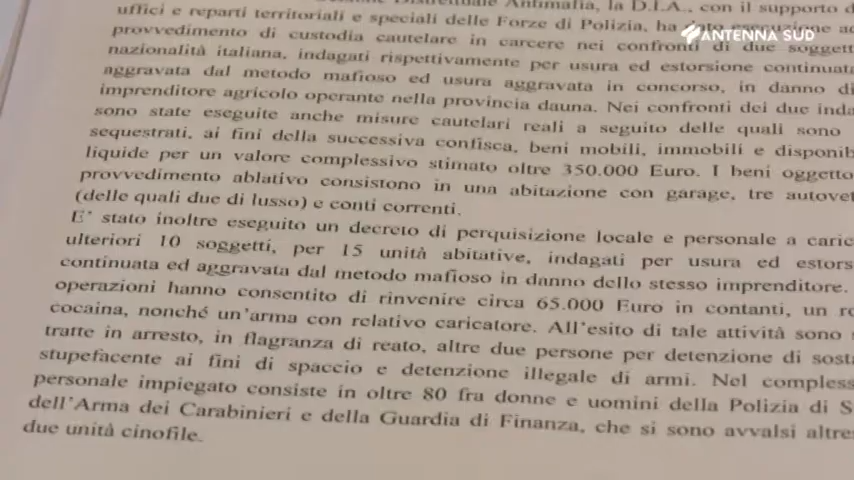 Distrettuale Antimafia, la D.I.A., con il supporto d
uffici e reparti territoriali e speciali delle Forze di Polizia, ha dato esecuzione ad
ANTENNA SUD
provvedimento di custodia cautelare in carcere nei confronti di due soggett
nazionalità italiana, indagati rispettivamente per usura ed estorsione continuata
aggravata dal metodo mafioso ed usura aggravata in concorso, in danno di
imprenditore agricolo operante nella provincia dauna. Nei confronti dei due inda
sono state eseguite anche misure cautelari reali a seguito delle quali sono
sequestrati, ai fini della successiva confisca, beni mobili, immobili e disponib
liquide per un valore complessivo stimato oltre 350.000 Euro. I beni oggetto
provvedimento ablativo consistono in una abitazione con garage, tre autovet
(delle quali due di lusso) e conti correnti.
E' stato inoltre eseguito un decreto di perquisizione locale e personale a caric
ulteriori 10 soggetti, per 15 unità abitative, indagati per usura ed estors
continuata ed aggravata dal metodo mafioso in danno dello stesso imprenditore.
operazioni hanno consentito di rinvenire circa 65.000 Euro in contanti, un ro
cocaina, nonché un'arma con relativo caricatore. All'esito di tale attività sono
tratte in arresto, in flagranza di reato, altre due persone per detenzione di sosta
stupefacente ai fini di spaccio e detenzione illegale di armi. Nel compless
personale impiegato consiste in oltre 80 fra donne e uomini della Polizia di S
dell'Arma dei Carabinieri e della Guardia di Finanza, che si sono avvalsi altres
due unità cinofile.